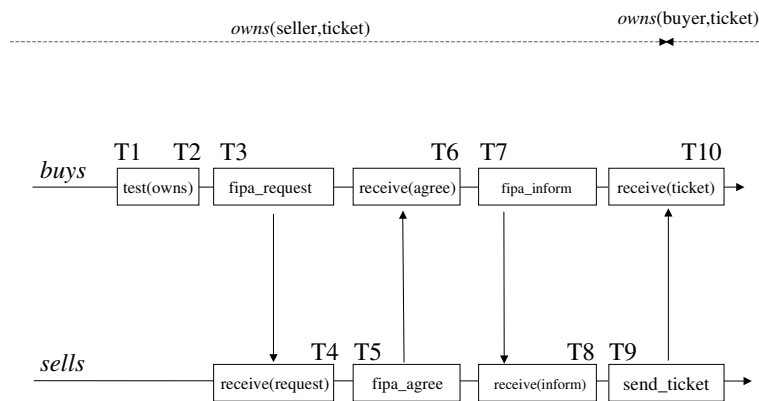 owns(buyer,ticket)
owns(seller,ticket)
T1 T2 T3 T6 T7 T10
buys
test(owns) fipa_request receive(agree) fipa_inform receive(ticket)
T4 T5 T8 T9
sells
receive(request) fipa_agree receive(inform) send_ticket